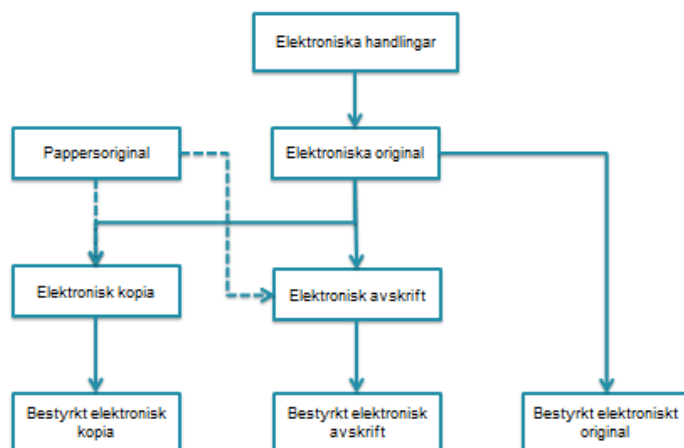 Elektroniska handlingar
Pappersoriginal
Elektroniska original
Elektronisk kopia
Elektronisk avskrift
Bestyrkt elektronisk
kopia
Bestyrkt elektronisk
avskrift
Bestyrkt elektroniskt
original